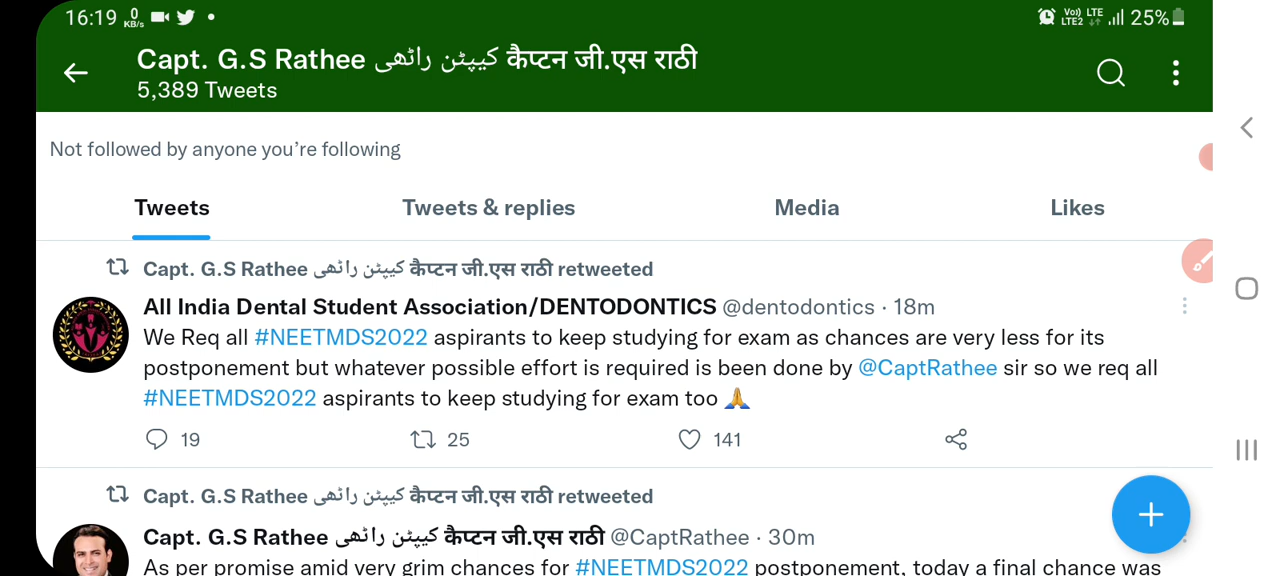 16:19 0 KB/s Vo) LTE LTE2 25%
Capt. G.S Rathee کیپٹن راٹھی कैप्टन जी.एस राठी
5,389 Tweets
Not followed by anyone you're following
Tweets Tweets & replies Media Likes
Capt. G.S Rathee کیپٹن راٹھی कैप्टन जी.एस राठी retweeted
All India Dental Student Association/DENTODONTICS @dentodontics · 18m
We Req all #NEETMDS2022 aspirants to keep studying for exam as chances are very less for its
postponement but whatever possible effort is required is been done by @CaptRathee sir so we req all
#NEETMDS2022 aspirants to keep studying for exam too 🙏
19 25 141
Capt. G.S Rathee کیپٹن راٹھی कैप्टन जी.एस राठी retweeted
Capt. G.S Rathee کیپٹن راٹھی कैप्टन जी.एस राठी @CaptRathee · 30m
As per promise amid very grim chances for #NEETMDS2022 postponement, today a final chance was